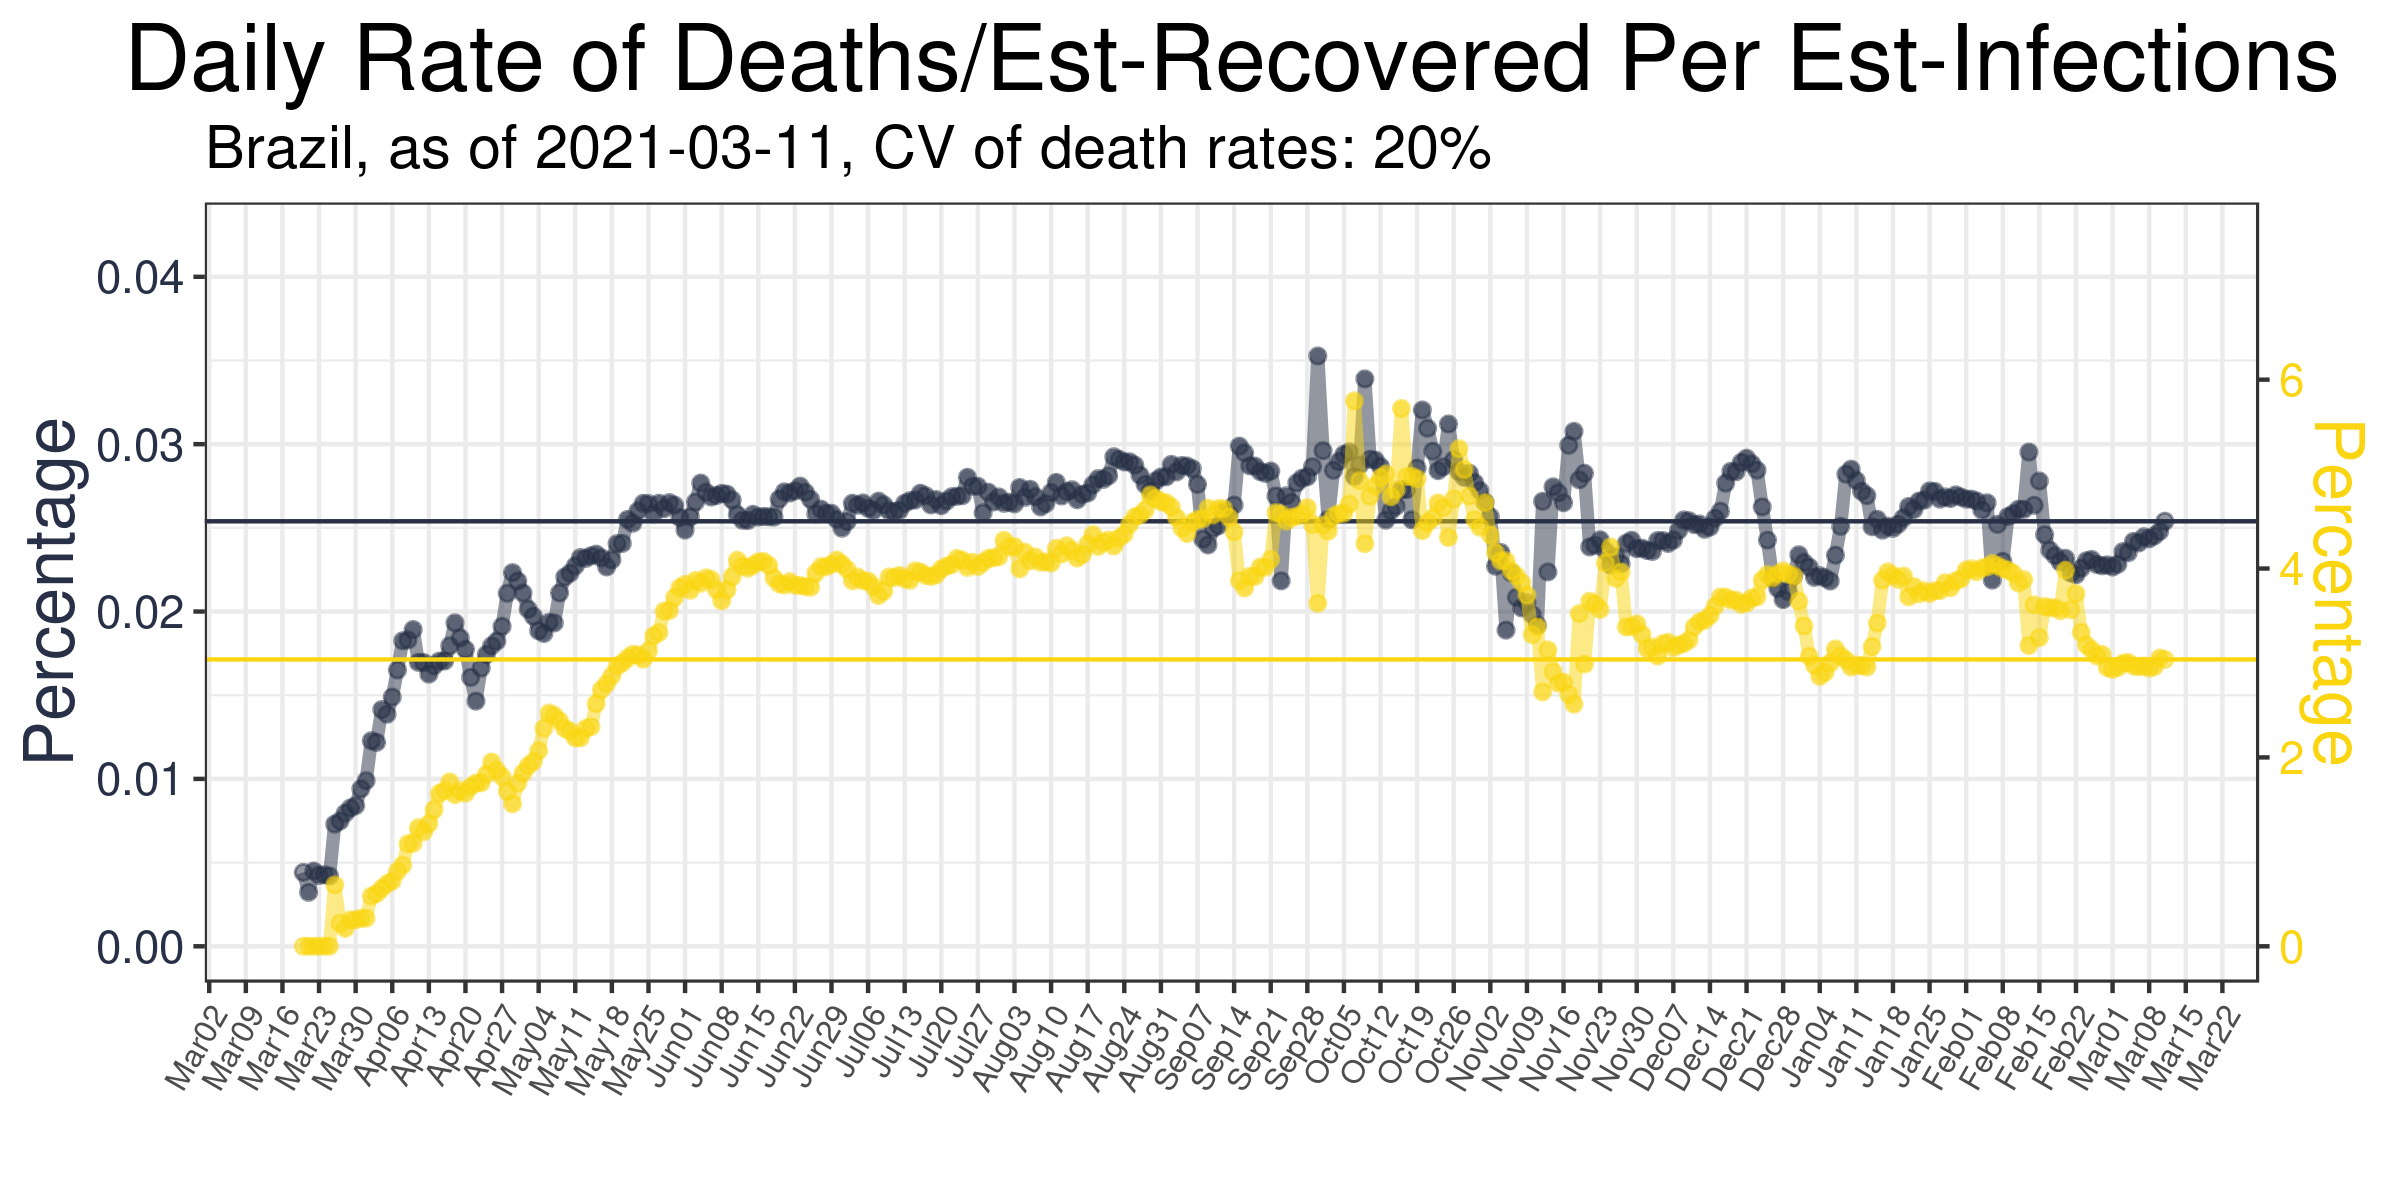 Daily Rate of Deaths/Est-Recovered Per Est-Infections
Brazil, as of 2021-03-11, CV of death rates: 20%
Percentage
0.04
0.03
0.02
0.01
0.00
6
4
2
0
Percentage
Mar02 Mar09 Mar16 Mar23 Mar30 Apr06 Apr13 Apr20 Apr27 May04 May11 May18 May25 Jun01 Jun08 Jun15 Jun22 Jun29 Jul06 Jul13 Jul20 Jul27 Aug03 Aug10 Aug17 Aug24 Aug31 Sep07 Sep14 Sep21 Sep28 Oct05 Oct12 Oct19 Oct26 Nov02 Nov09 Nov16 Nov23 Nov30 Dec07 Dec14 Dec21 Dec28 Jan04 Jan11 Jan18 Jan25 Feb01 Feb08 Feb15 Feb22 Mar01 Mar08 Mar15 Mar22